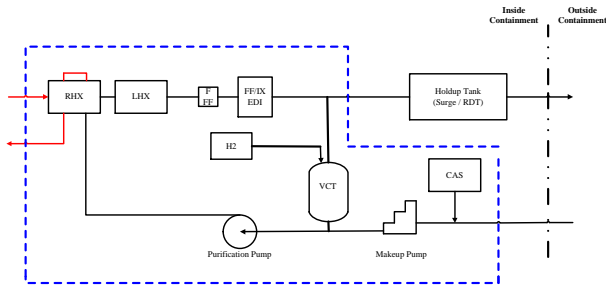 Inside
Containment
Outside
Containment
RHX
LHX
F
FF
FF/IX
EDI
Holdup Tank
(Surge / RDT)
H2
VCT
CAS
Purification Pump
Makeup Pump